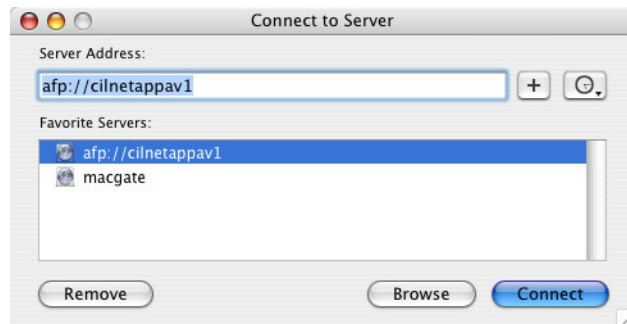 Connect to Server
Server Address:
afp://cilnetappav1
Favorite Servers:
afp://cilnetappav1
macgate
Remove Browse Connect